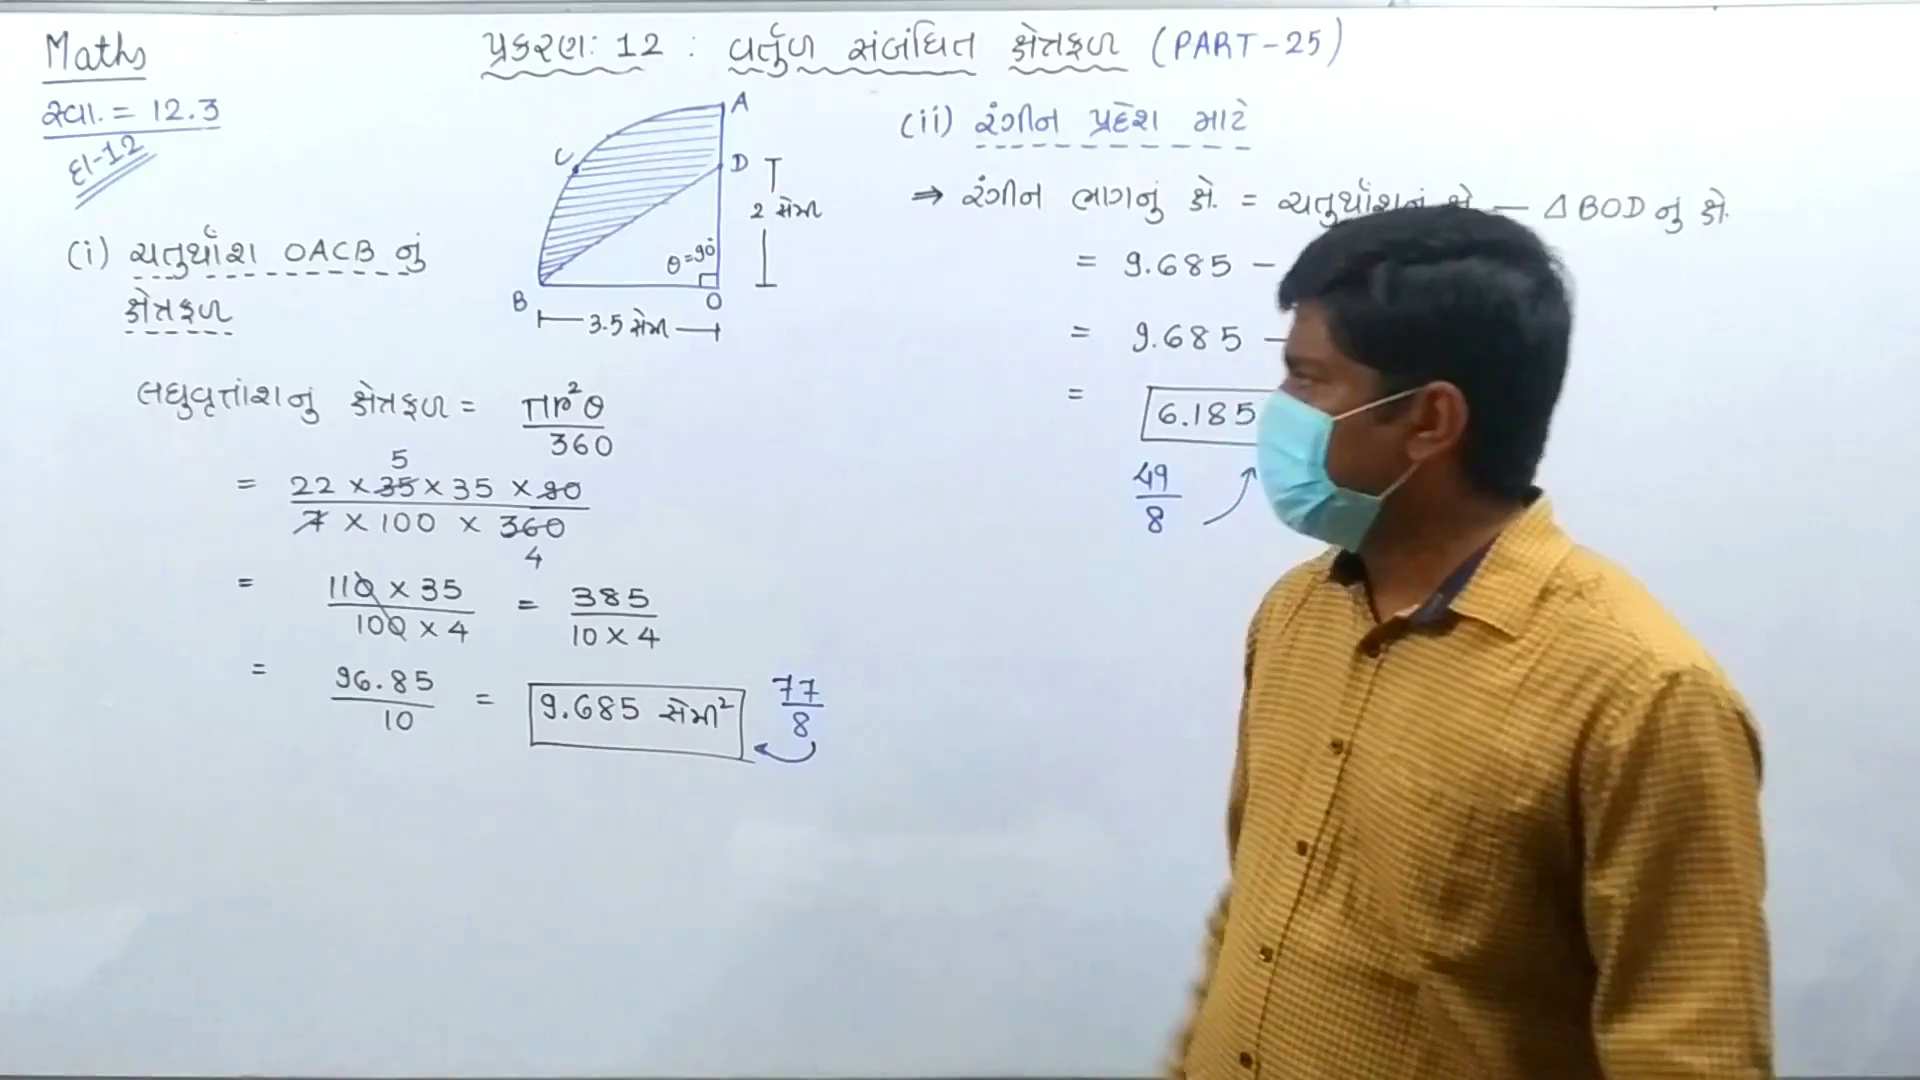 Maths
પ્રકરણ: 12 : વર્તુળ સંબંધિત ક્ષેત્રફળ (PART-25)
સ્વા. = 12.3
દા-12
A
C
D
2 સેમી
θ=90°
B
O
3.5 સેમી
(i) ચતુર્થાંશ OACB નું
ક્ષેત્રફળ
લઘુવૃત્તાંશનું ક્ષેત્રફળ = πr²θ
360
5
= 22 × 35 × 35 × 90
7 × 100 × 360
4
= 110 × 35 = 385
100 × 4 10 × 4
= 96.85 = 9.685 સેમી² 77
10 8
(ii) રંગીન પ્રદેશ માટે
⇒ રંગીન ભાગનું ક્ષે. = ચતુર્થાંશનું ક્ષે. − △BOD નું ક્ષે.
= 9.685 −
= 9.685 −
= 6.185
49
8